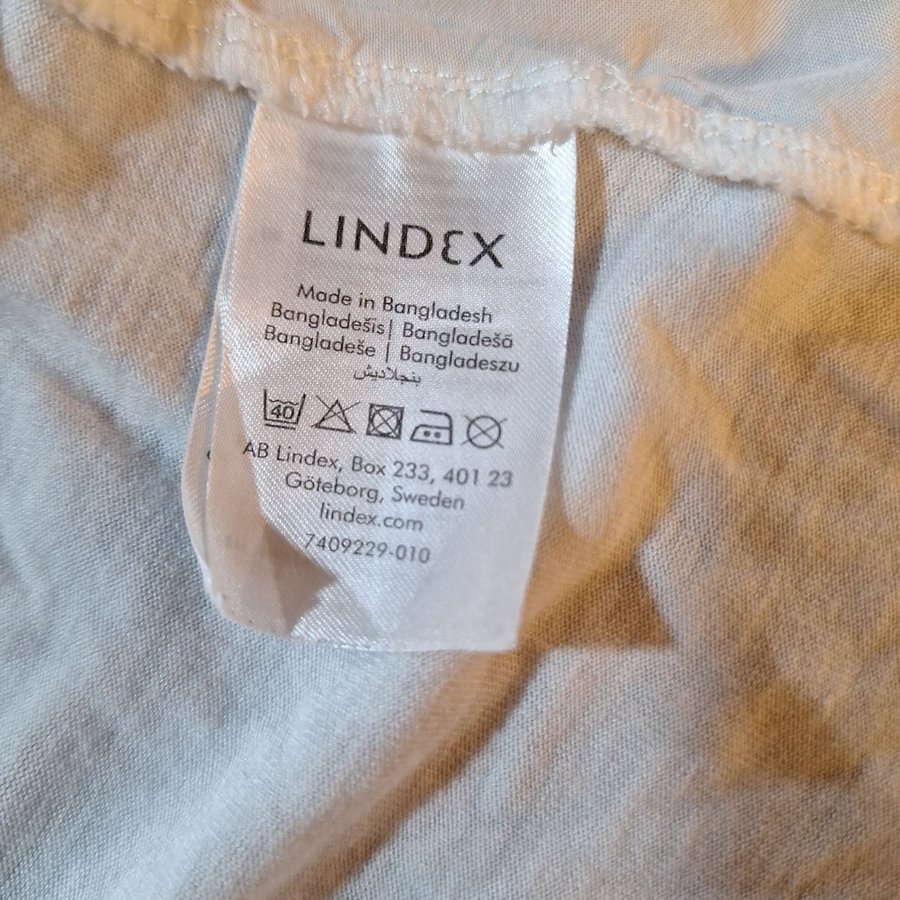 LINDEX
Made in Bangladesh
Bangladešis| Bangladešā
Bangladeše | Bangladeszu
بنجلاديش
40
AB Lindex, Box 233, 401 23
Göteborg, Sweden
lindex.com
7409229-010